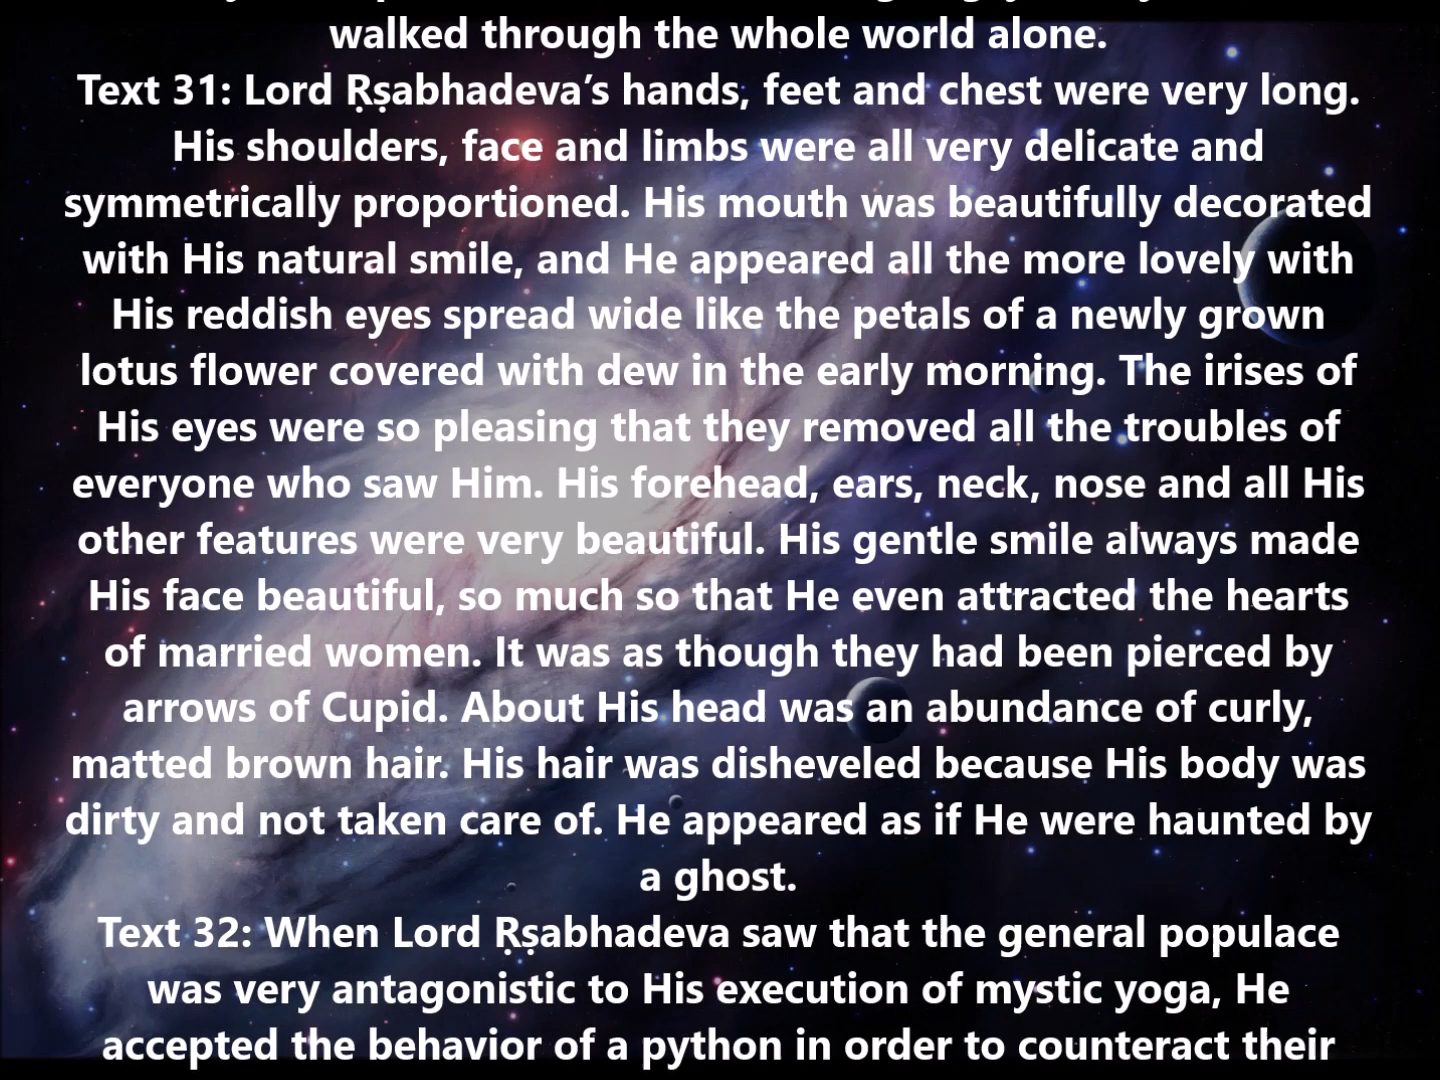 walked through the whole world alone.
Text 31: Lord Ṛṣabhadeva’s hands, feet and chest were very long.
His shoulders, face and limbs were all very delicate and
symmetrically proportioned. His mouth was beautifully decorated
with His natural smile, and He appeared all the more lovely with
His reddish eyes spread wide like the petals of a newly grown
lotus flower covered with dew in the early morning. The irises of
His eyes were so pleasing that they removed all the troubles of
everyone who saw Him. His forehead, ears, neck, nose and all His
other features were very beautiful. His gentle smile always made
His face beautiful, so much so that He even attracted the hearts
of married women. It was as though they had been pierced by
arrows of Cupid. About His head was an abundance of curly,
matted brown hair. His hair was disheveled because His body was
dirty and not taken care of. He appeared as if He were haunted by
a ghost.
Text 32: When Lord Ṛṣabhadeva saw that the general populace
was very antagonistic to His execution of mystic yoga, He
accepted the behavior of a python in order to counteract their